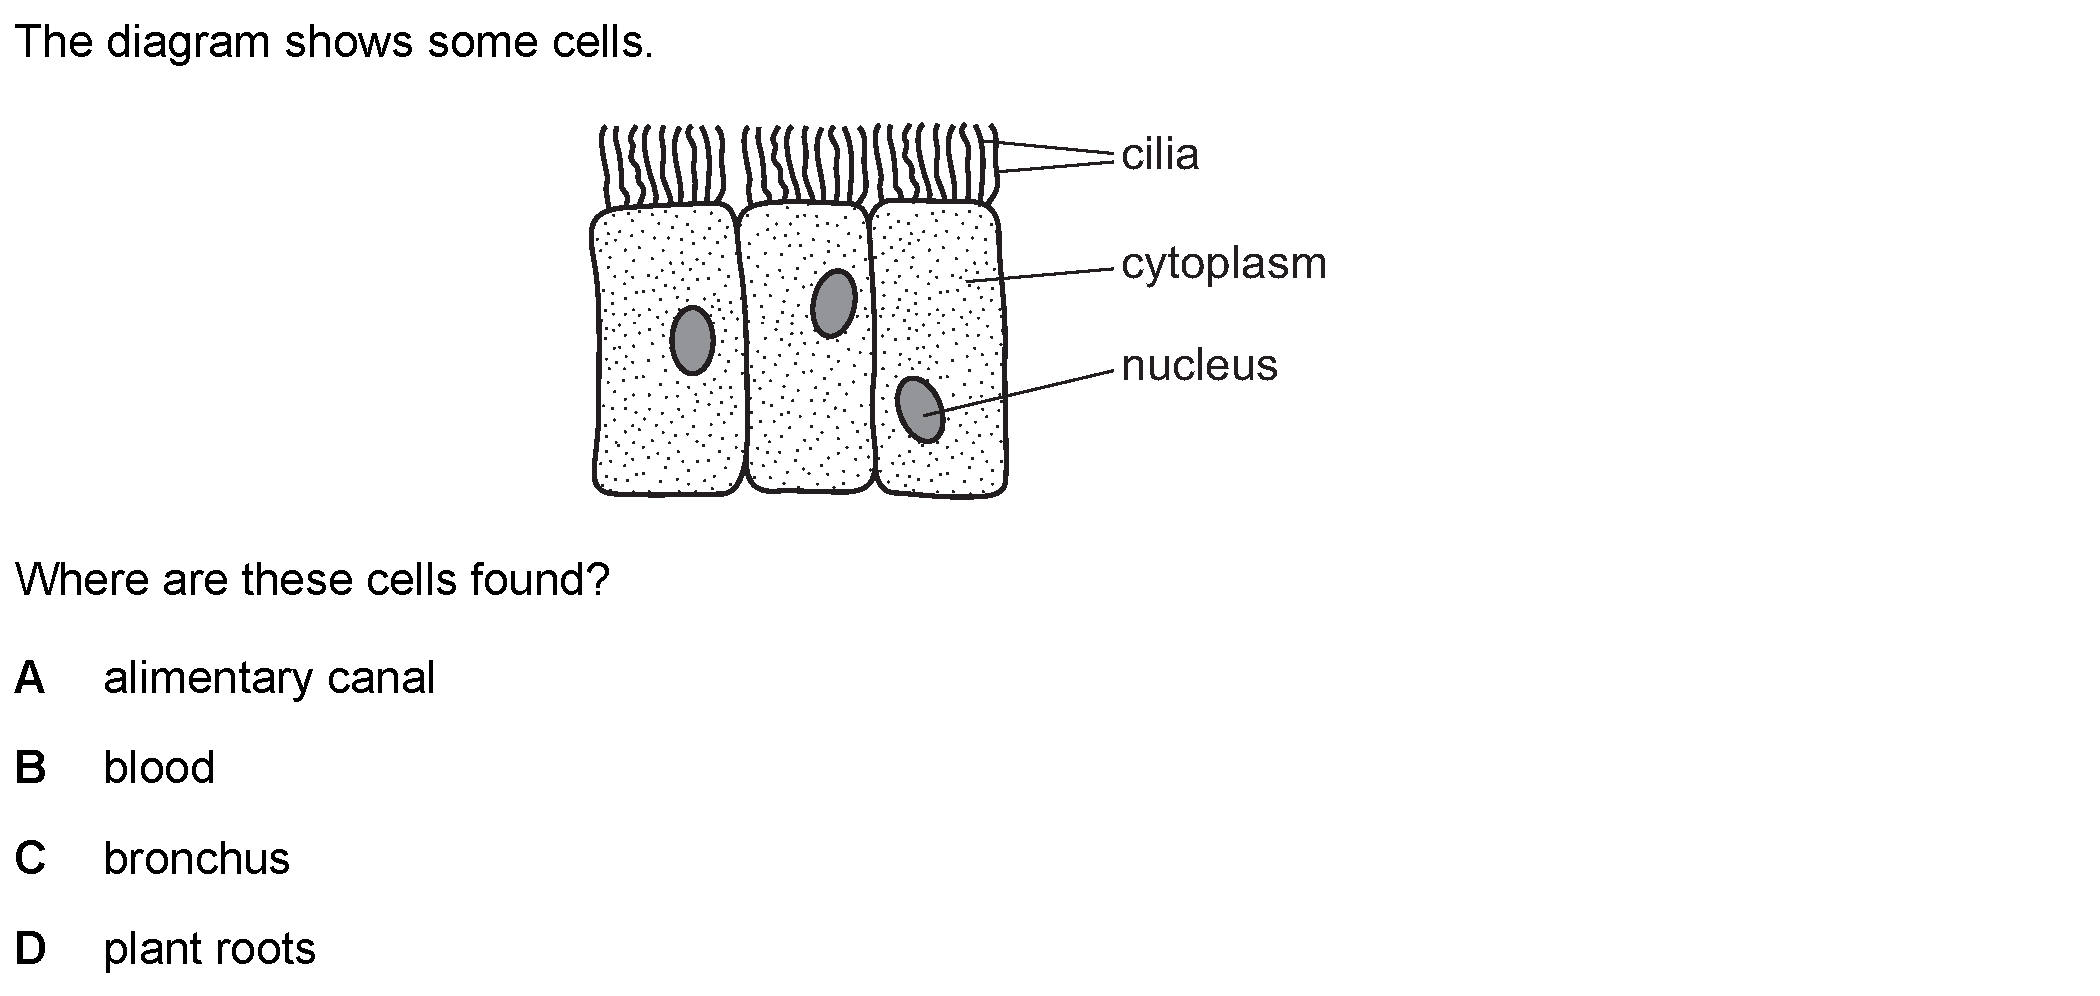 The diagram shows some cells.
cilia
cytoplasm
nucleus
Where are these cells found?
A alimentary canal
B blood
C bronchus
D plant roots